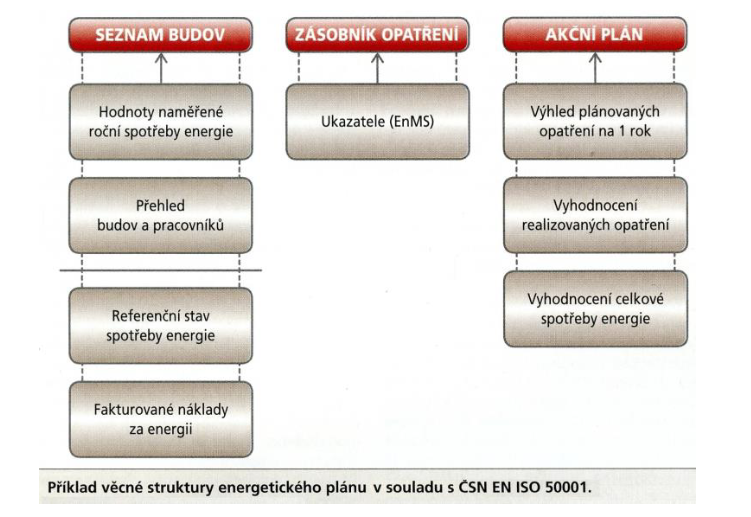 SEZNAM BUDOV
Hodnoty naměřené
roční spotřeby energie
Přehled
budov a pracovníků
Referenční stav
spotřeby energie
Fakturované náklady
za energii
ZÁSOBNÍK OPATŘENÍ
Ukazatele (EnMS)
AKČNÍ PLÁN
Výhled plánovaných
opatření na 1 rok
Vyhodnocení
realizovaných opatření
Vyhodnocení celkové
spotřeby energie
Příklad věcné struktury energetického plánu v souladu s ČSN EN ISO 50001.